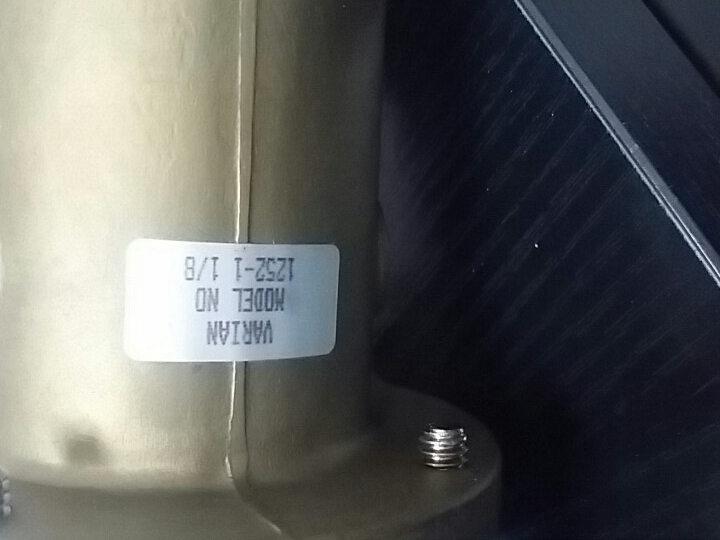 VARIAN
MODEL NO
1252-1 1/8